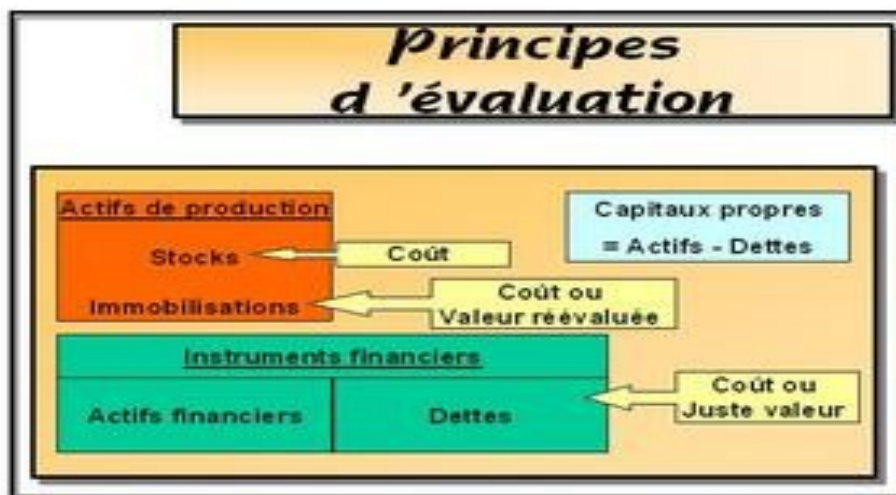 Principes
d ’évaluation
Actifs de production
Capitaux propres
= Actifs - Dettes
Stocks
Coût
Immobilisations
Coût ou
Valeur réévaluée
Instruments financiers
Actifs financiers
Dettes
Coût ou
Juste valeur